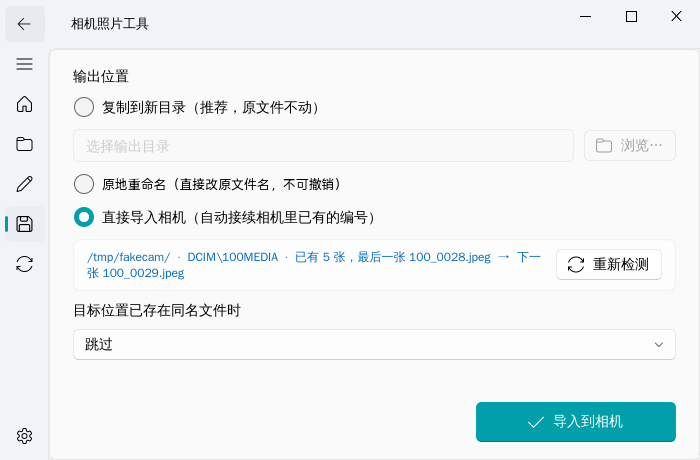 相机照片工具
输出位置
复制到新目录（推荐，原文件不动）
选择输出目录
浏览…
原地重命名（直接改原文件名，不可撤销）
直接导入相机（自动接续相机里已有的编号）
/tmp/fakecam/ · DCIM\100MEDIA · 已有 5 张，最后一张 100_0028.jpeg → 下一
张 100_0029.jpeg
重新检测
目标位置已存在同名文件时
跳过
导入到相机